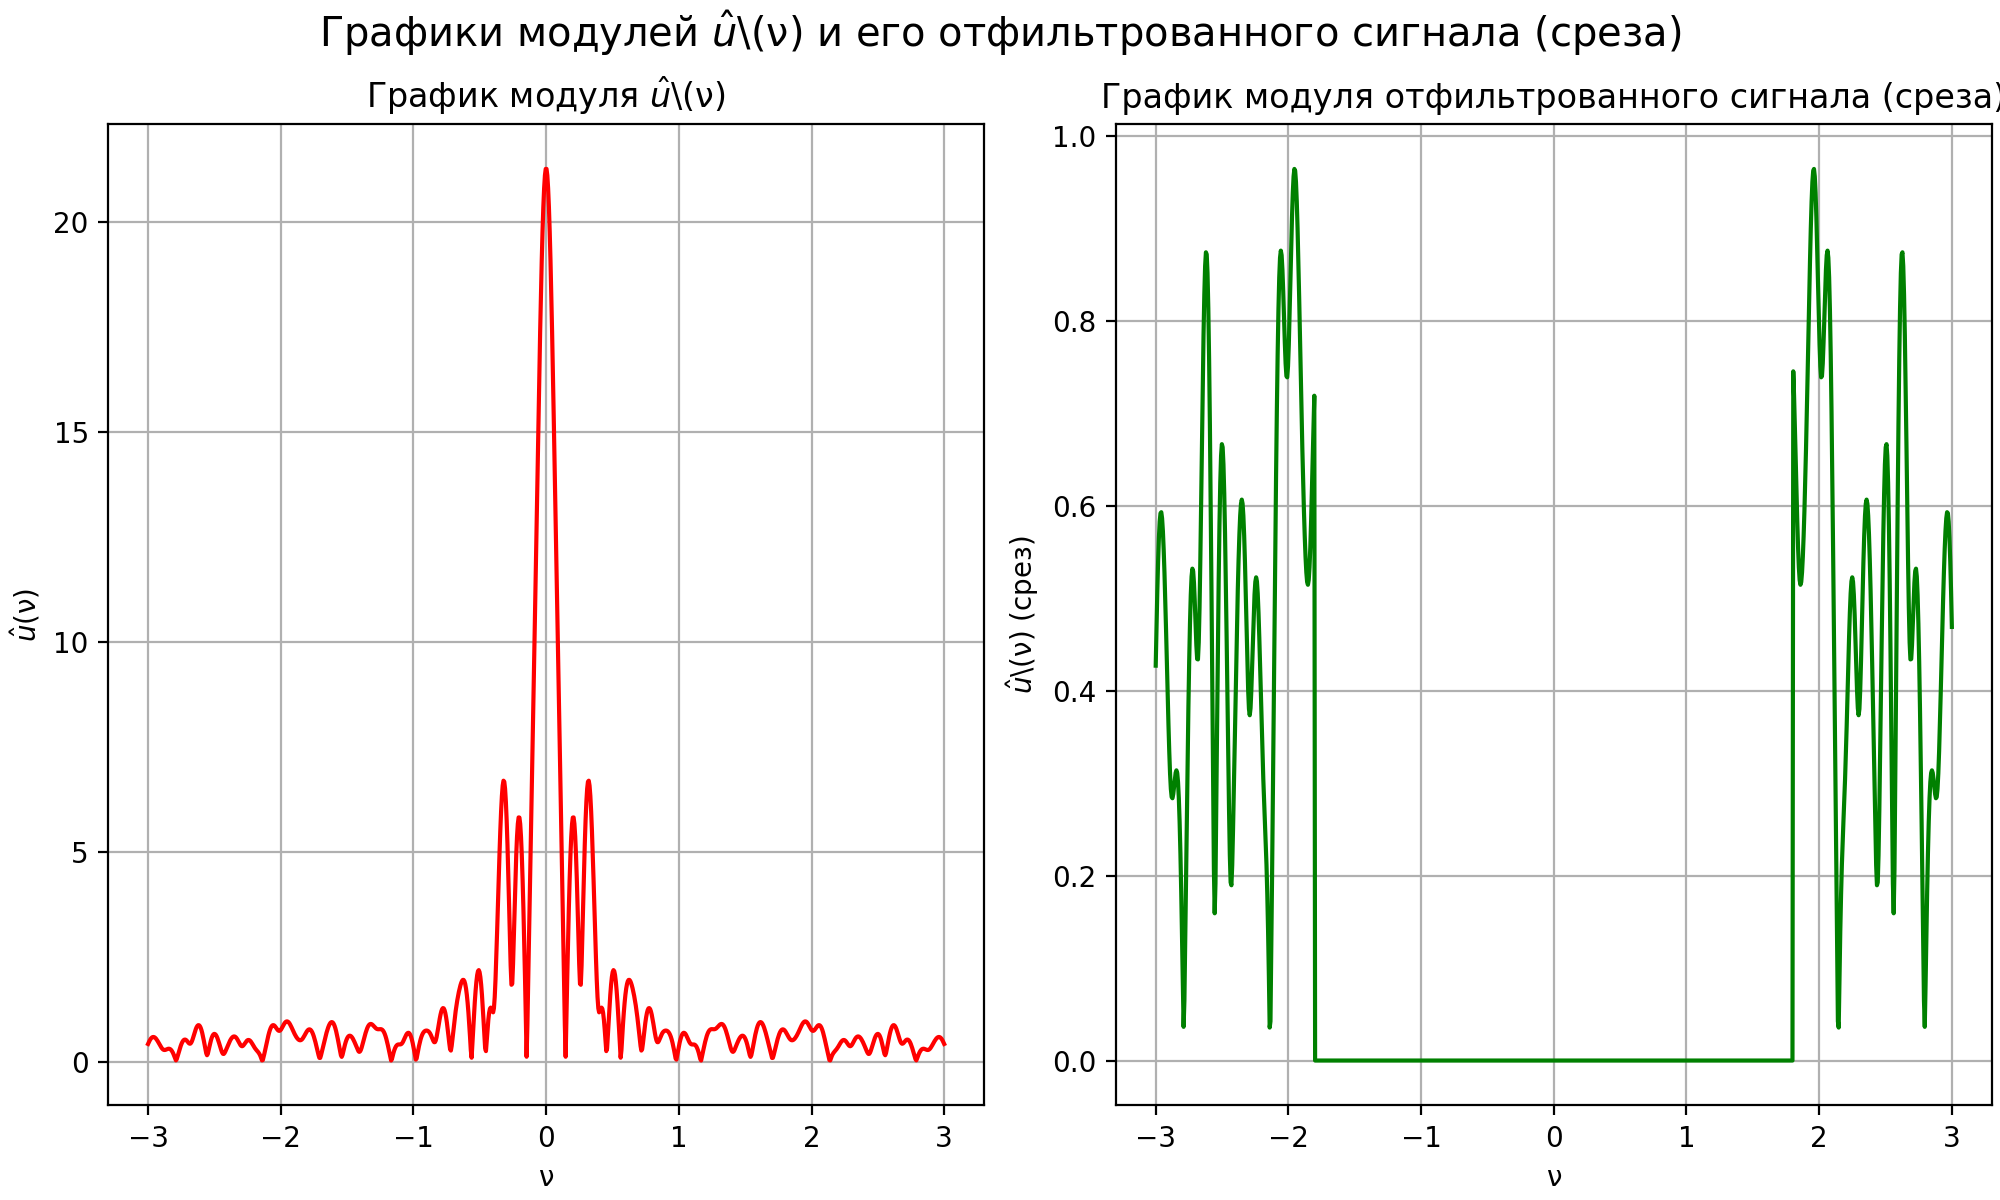 Графики модулей û\(ν) и его отфильтрованного сигнала (среза)
График модуля û\(ν)
û(ν)
20
15
10
5
0
−3 −2 −1 0 1 2 3
ν
График модуля отфильтрованного сигнала (среза)
û\(ν) (срез)
1.0
0.8
0.6
0.4
0.2
0.0
−3 −2 −1 0 1 2 3
ν